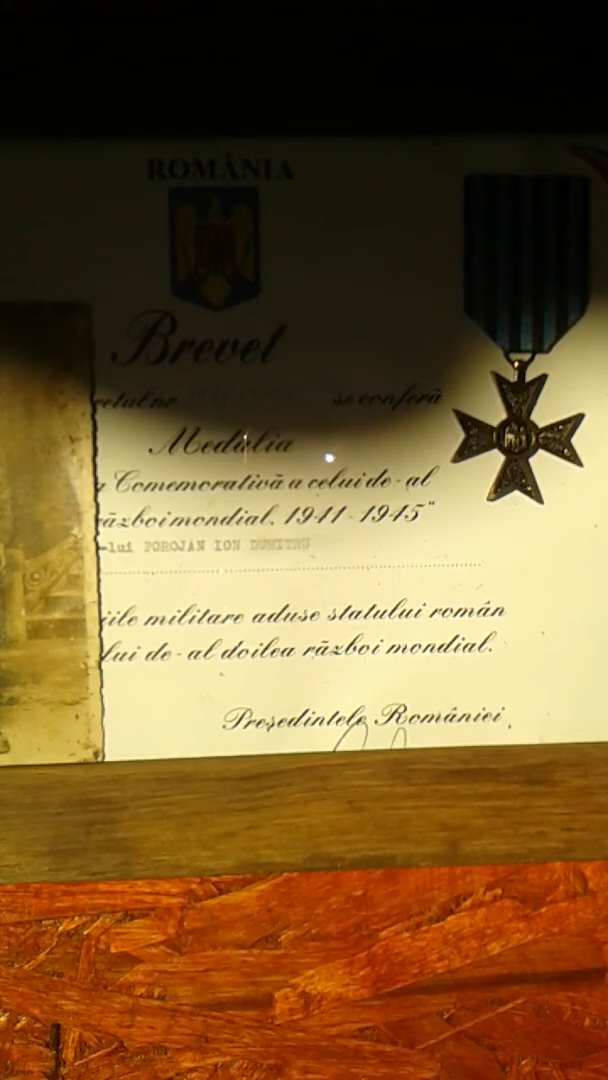 ROMÂNIA
Brevet
se conferă
Medalia
Comemorativă a celui de-al
război mondial. 1941-1945"
-lui POROJAN ION DUMITRU
militare aduse statului român
lui de-al doilea război mondial.
Președintele României,